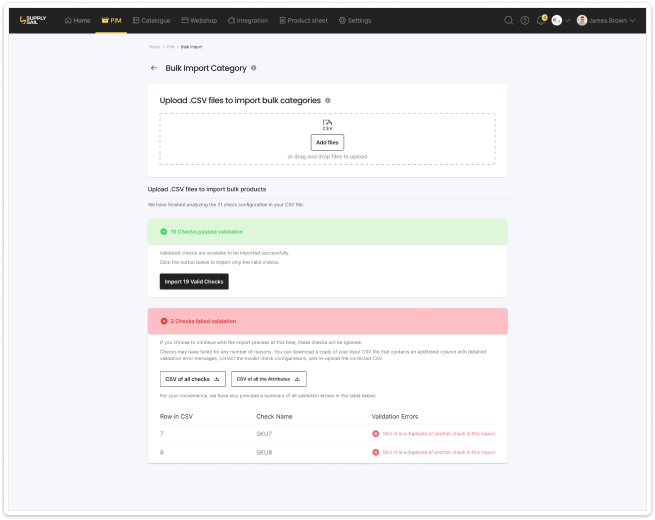 SUPPLY
SAIL
Home
PIM
Catalogue
Webshop
Integration
Product sheet
Settings
James Brown
Home > PIM > Bulk Import
Bulk Import Category
Upload .CSV files to import bulk categories
CSV
Add files
or drag and drop files to upload
Upload .CSV files to import bulk products
We have finished analyzing the 21 check configuration in your CSV file.
19 Checks passed validation
Validated checks are available to be imported successfully.
Click the button below to import only the valid checks.
Import 19 Valid Checks
2 Checks failed validation
If you choose to continue with the import process at this time, these checks will be ignored.
Checks may have failed for any number of reasons. You can download a copy of your input CSV file that contains an additional column with detailed
validation error messages, correct the invalid check configurations, and re-upload the corrected CSV.
CSV of all checks
CSV of all the Attributes
For your convenience, we have also provided a summary of all validation errors in the table below:
Row in CSV Check Name Validation Errors
7 SKU7 SKU id is a duplicate of another check in this import
8 SKU8 SKU id is a duplicate of another check in this import